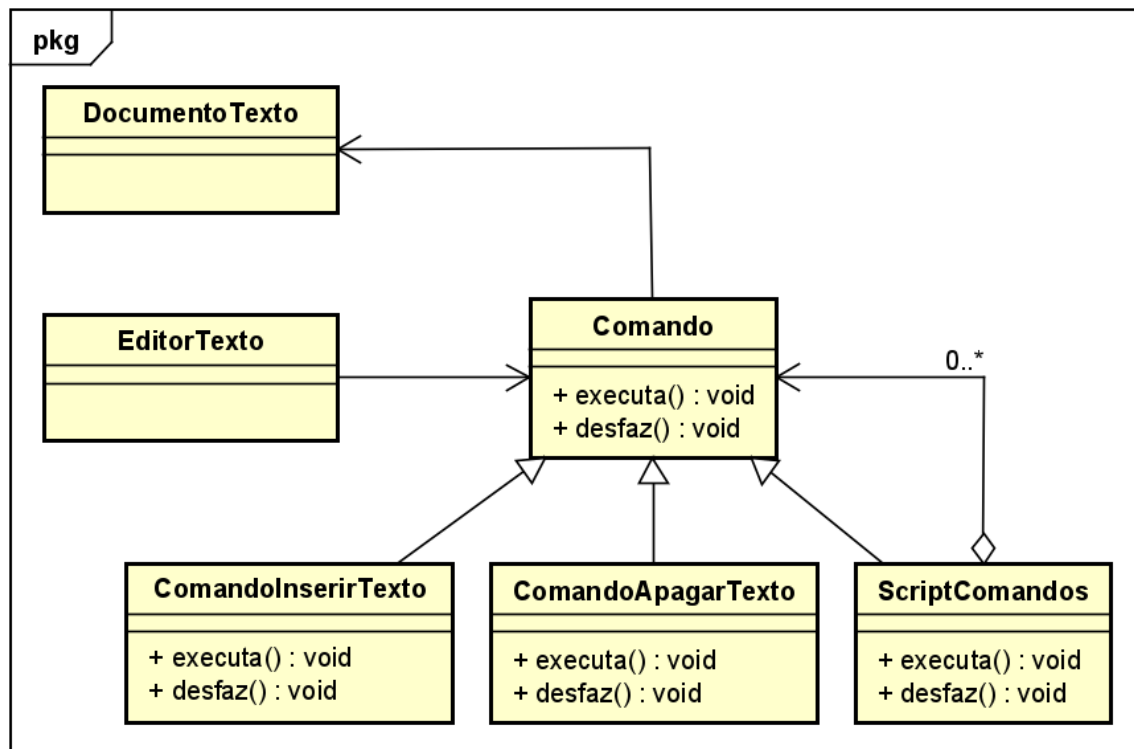 pkg
DocumentoTexto
EditorTexto
Comando
+ executa() : void
+ desfaz() : void
0..*
ComandoInserirTexto
+ executa() : void
+ desfaz() : void
ComandoApagarTexto
+ executa() : void
+ desfaz() : void
ScriptComandos
+ executa() : void
+ desfaz() : void